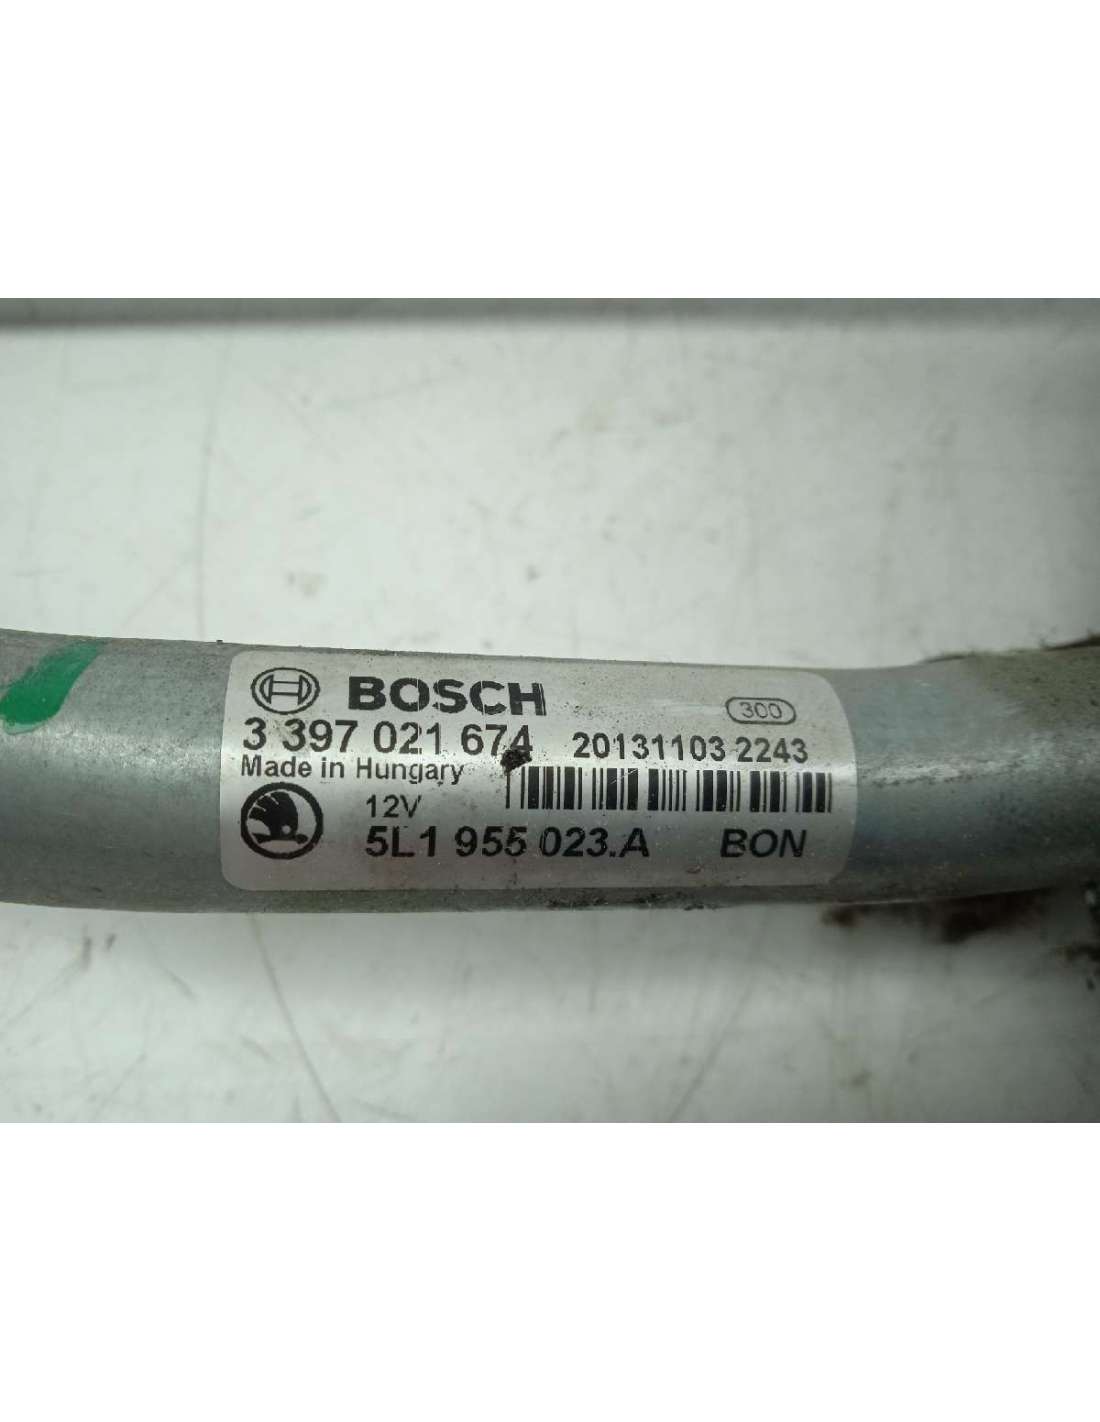 BOSCH
300
3 397 021 674 20131103 2243
Made in Hungary
12V
5L1 955 023.A BON